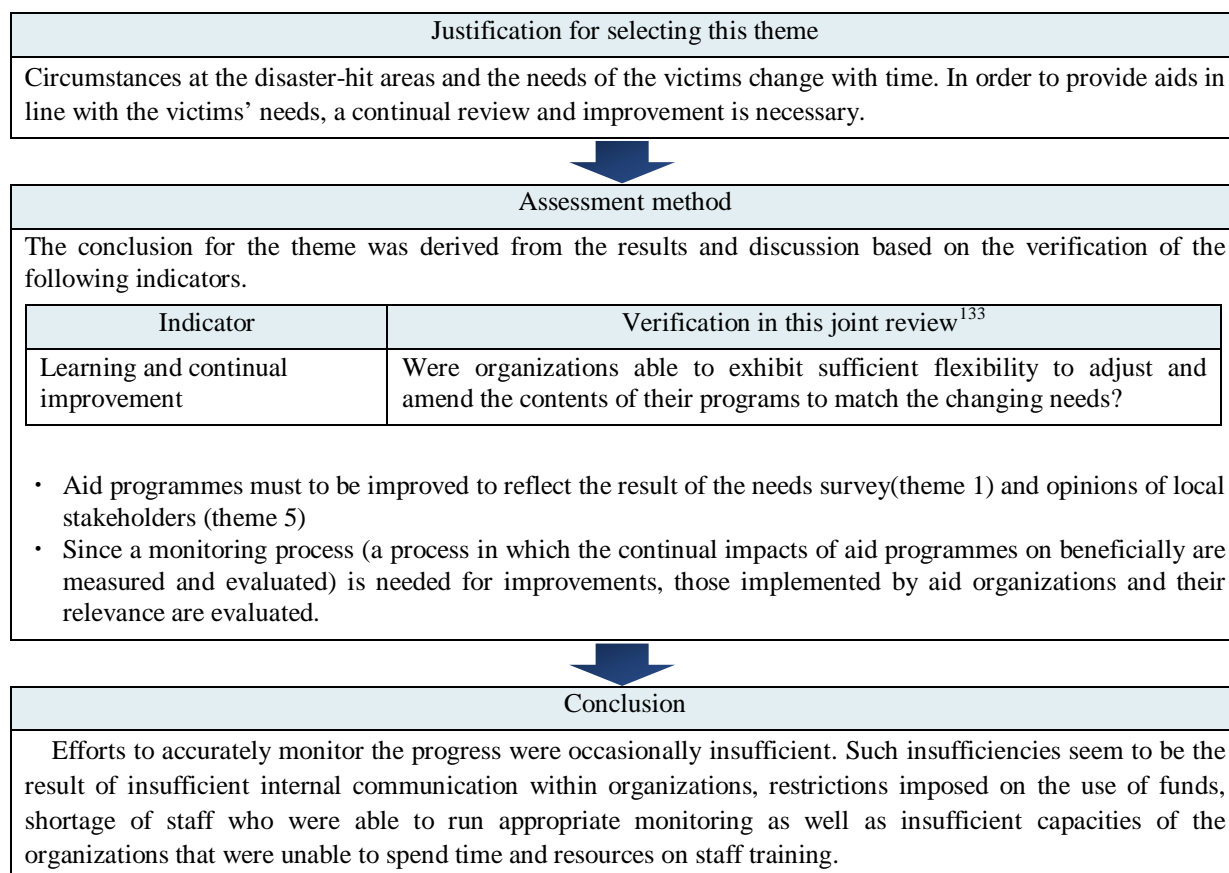 Justification for selecting this theme
Circumstances at the disaster-hit areas and the needs of the victims change with time. In order to provide aids in
line with the victims’ needs, a continual review and improvement is necessary.
Assessment method
The conclusion for the theme was derived from the results and discussion based on the verification of the
following indicators.
Indicator
Verification in this joint review133
Learning and continual
improvement
Were organizations able to exhibit sufficient flexibility to adjust and
amend the contents of their programs to match the changing needs?
・ Aid programmes must to be improved to reflect the result of the needs survey(theme 1) and opinions of local
stakeholders (theme 5)
・ Since a monitoring process (a process in which the continual impacts of aid programmes on beneficially are
measured and evaluated) is needed for improvements, those implemented by aid organizations and their
relevance are evaluated.
Conclusion
Efforts to accurately monitor the progress were occasionally insufficient. Such insufficiencies seem to be the
result of insufficient internal communication within organizations, restrictions imposed on the use of funds,
shortage of staff who were able to run appropriate monitoring as well as insufficient capacities of the
organizations that were unable to spend time and resources on staff training.